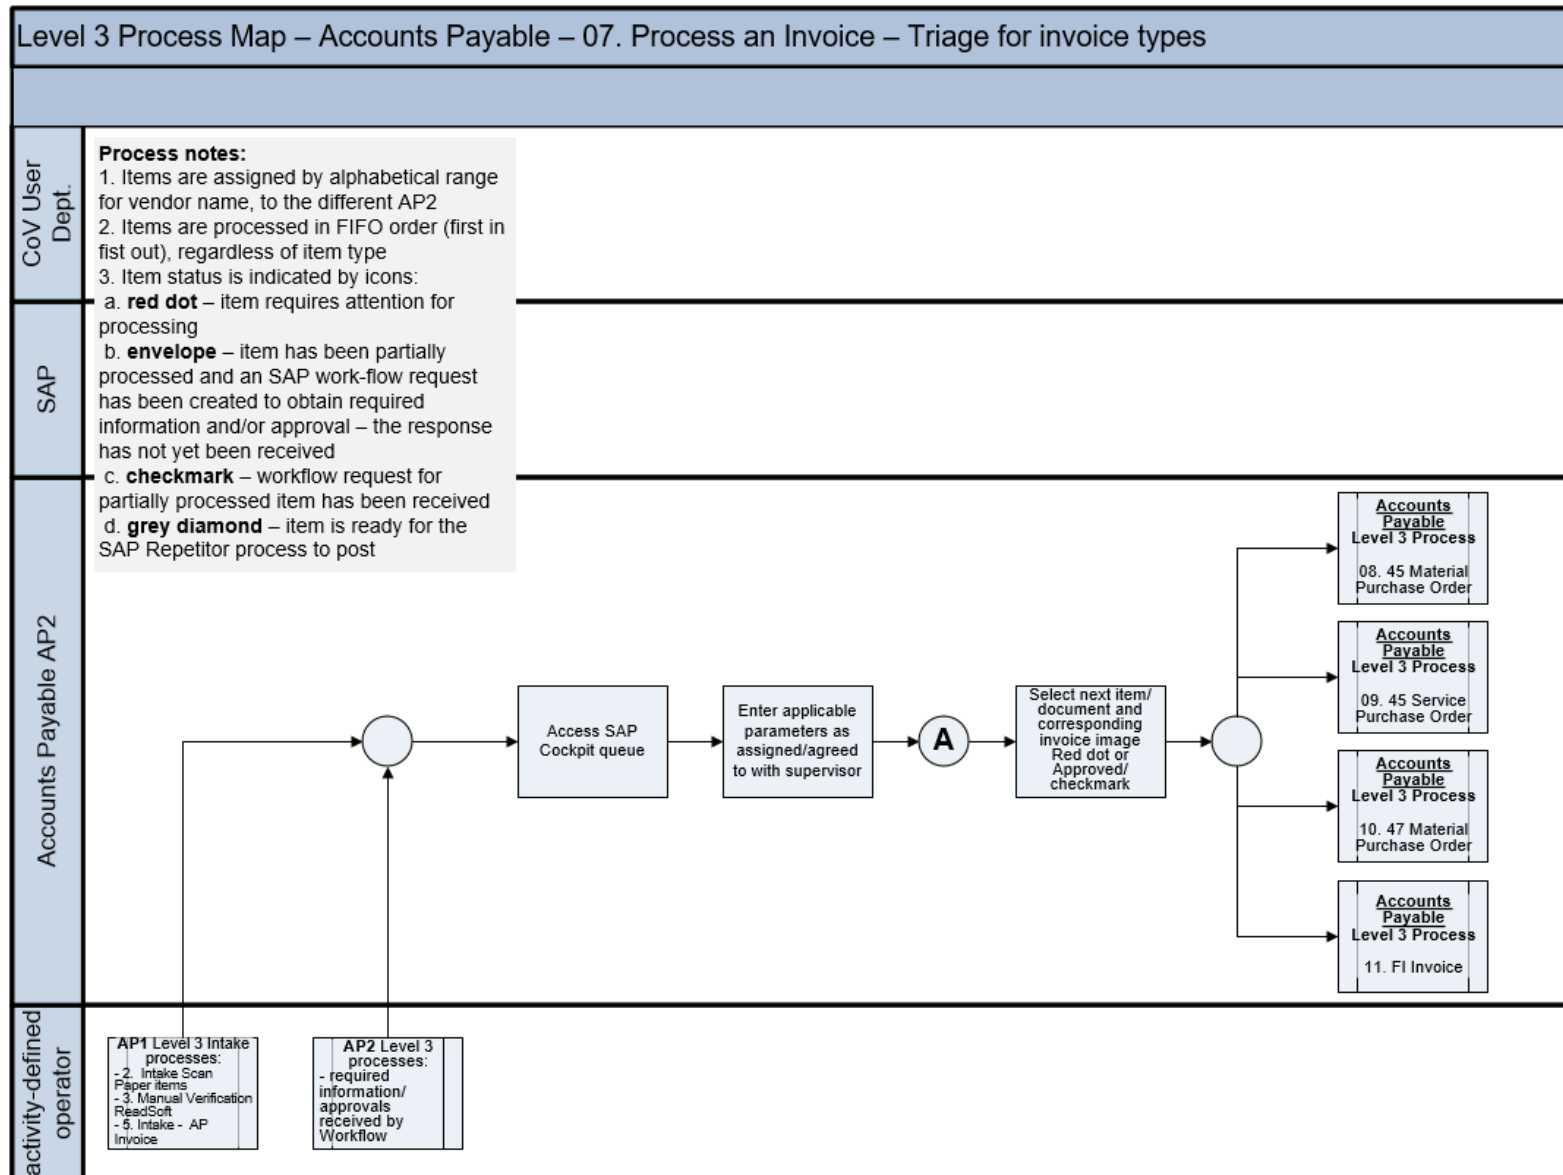 Level 3 Process Map – Accounts Payable – 07. Process an Invoice – Triage for invoice types
CoV User
Dept.
Process notes:
1. Items are assigned by alphabetical range
for vendor name, to the different AP2
2. Items are processed in FIFO order (first in
fist out), regardless of item type
3. Item status is indicated by icons:
a. red dot – item requires attention for
processing
b. envelope – item has been partially
processed and an SAP work-flow request
has been created to obtain required
information and/or approval – the response
has not yet been received
c. checkmark – workflow request for
partially processed item has been received
d. grey diamond – item is ready for the
SAP Repetitor process to post
SAP
Accounts Payable AP2
Access SAP
Cockpit queue
Enter applicable
parameters as
assigned/agreed
to with supervisor
A
Select next item/
document and
corresponding
invoice image
Red dot or
Approved/
checkmark
Accounts
Payable
Level 3 Process
08. 45 Material
Purchase Order
Accounts
Payable
Level 3 Process
09. 45 Service
Purchase Order
Accounts
Payable
Level 3 Process
10. 47 Material
Purchase Order
Accounts
Payable
Level 3 Process
11. FI Invoice
activity-defined
operator
AP1 Level 3 Intake
processes:
- 2. Intake Scan
Paper items
- 3. Manual Verification
ReadSoft
- 5. Intake - AP
Invoice
AP2 Level 3
processes:
- required
information/
approvals
received by
Workflow